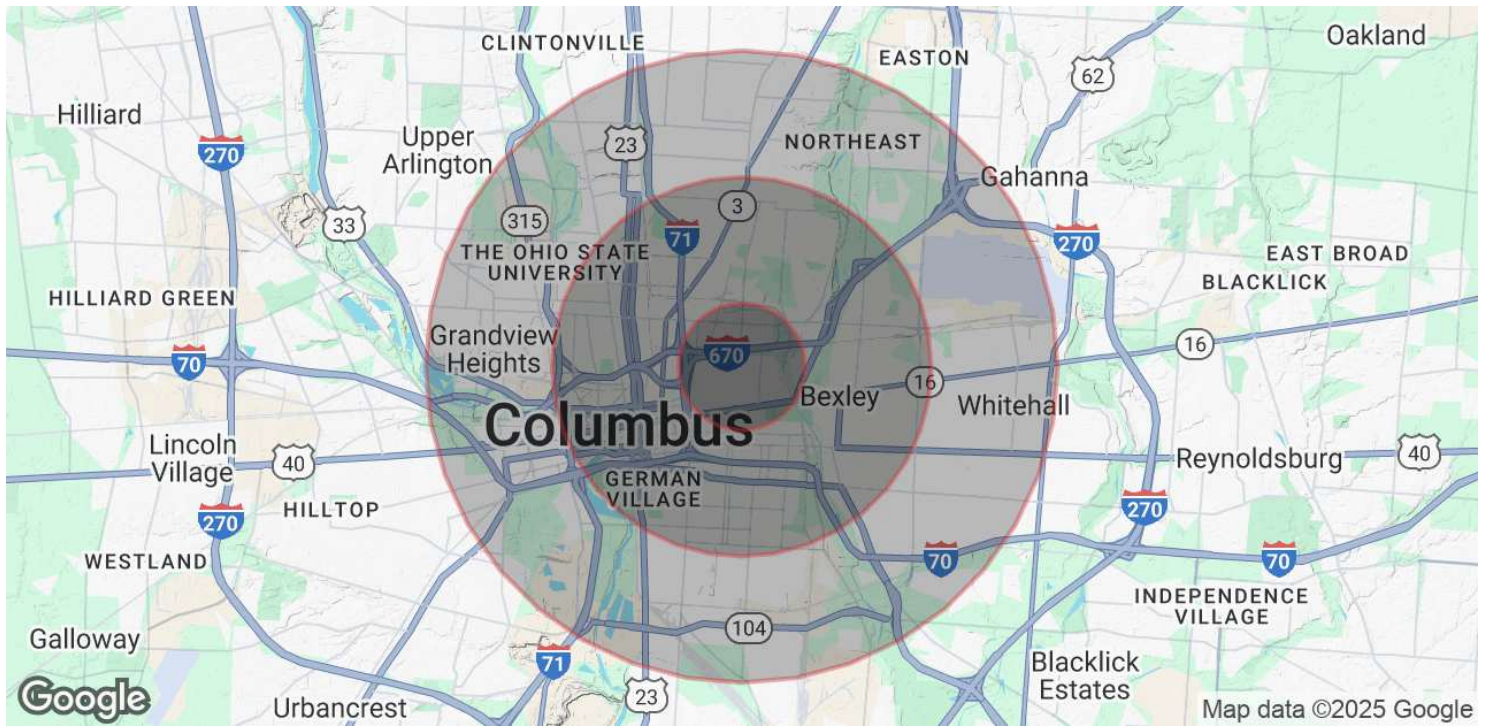 Oakland
CLINTONVILLE
EASTON
62
Hilliard
Upper
Arlington
270
23
NORTHEAST
Gahanna
33
315
3
71
270
THE OHIO STATE
UNIVERSITY
EAST BROAD
BLACKLICK
HILLIARD GREEN
Grandview
Heights
670
16
70
16
Bexley
Whitehall
Columbus
Lincoln
Village
40
Reynoldsburg
40
GERMAN
VILLAGE
HILLTOP
270
270
WESTLAND
70
70
INDEPENDENCE
VILLAGE
Galloway
104
71
Blacklick
Estates
23
Google
Urbancrest
Map data ©2025 Google